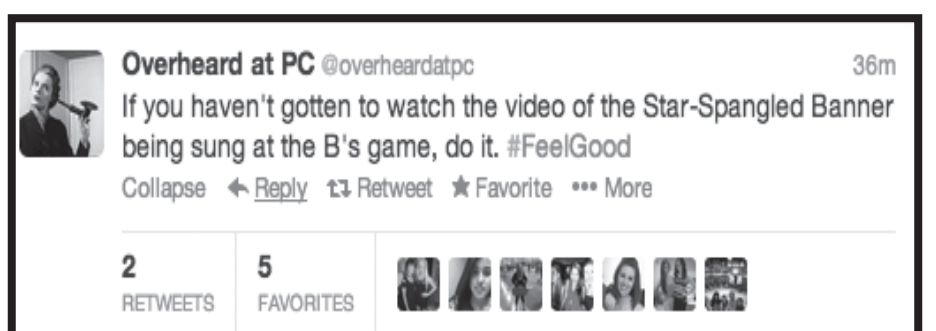 Overheard at PC @overheardatpc 36m
If you haven't gotten to watch the video of the Star-Spangled Banner
being sung at the B's game, do it. #FeelGood
Collapse Reply Retweet Favorite More
2 5
RETWEETS FAVORITES